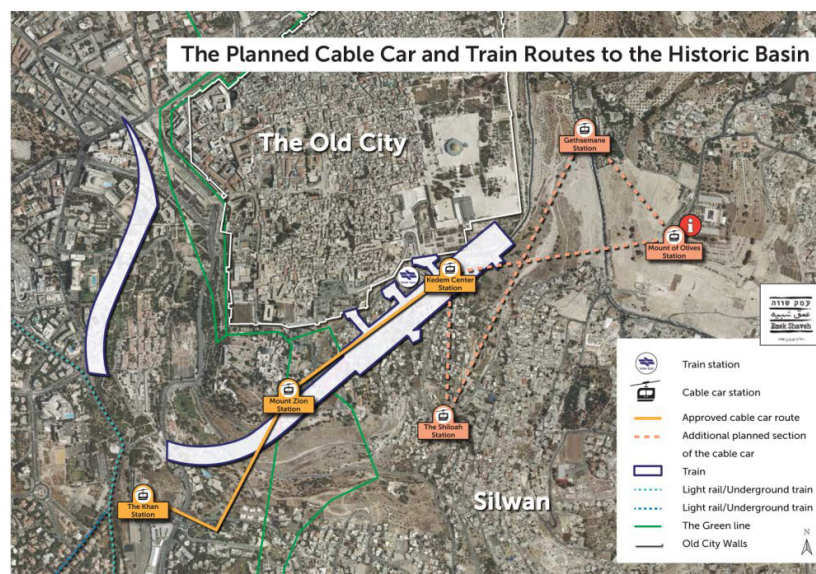 The Planned Cable Car and Train Routes to the Historic Basin
The Old City
Gethsemane
Station
Mount of Olives
Station
i
Kedem Center
Station
Mount Zion
Station
The Shiloah
Station
The Khan
Station
Silwan
עמק שווה
عمق شبيه
Emek Shaveh
Train station
Cable car station
Approved cable car route
Additional planned section
of the cable car
Train
Light rail/Underground train
Light rail/Underground train
The Green line
Old City Walls
N